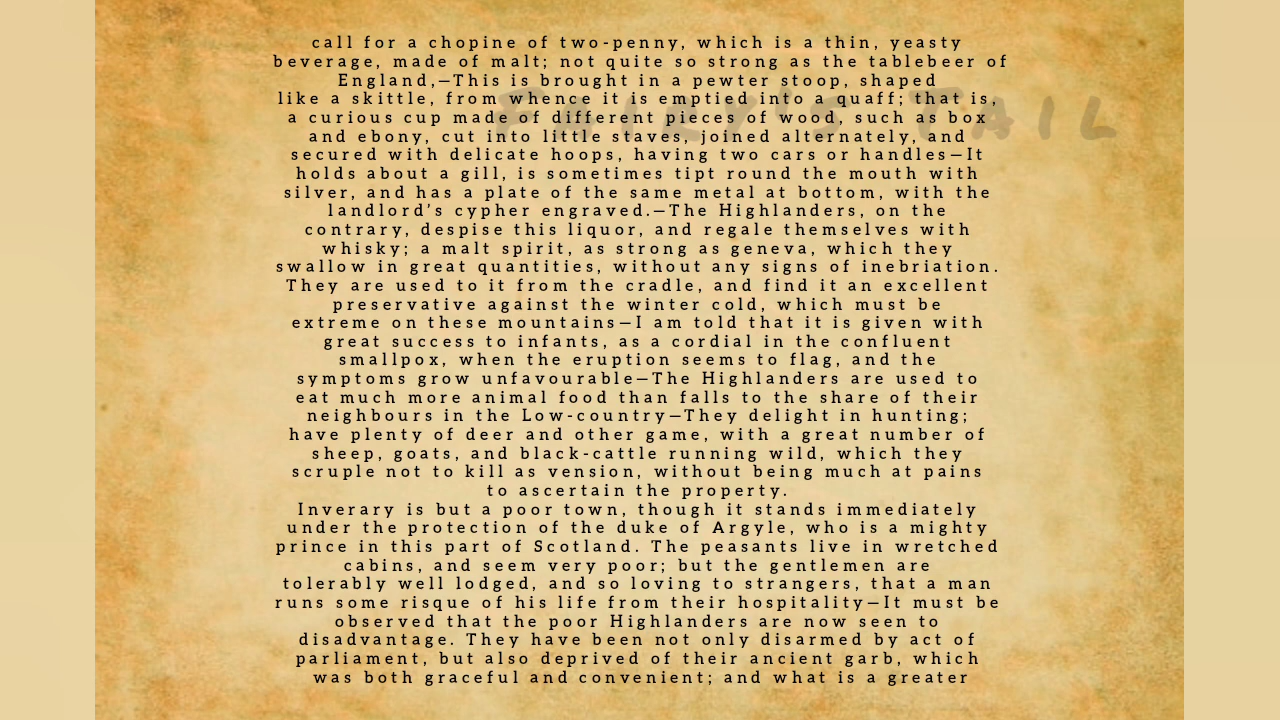 call for a chopine of two-penny, which is a thin, yeasty
beverage, made of malt; not quite so strong as the tablebeer of
England,—This is brought in a pewter stoop, shaped
like a skittle, from whence it is emptied into a quaff; that is,
a curious cup made of different pieces of wood, such as box
and ebony, cut into little staves, joined alternately, and
secured with delicate hoops, having two cars or handles—It
holds about a gill, is sometimes tipt round the mouth with
silver, and has a plate of the same metal at bottom, with the
landlord's cypher engraved.—The Highlanders, on the
contrary, despise this liquor, and regale themselves with
whisky; a malt spirit, as strong as geneva, which they
swallow in great quantities, without any signs of inebriation.
They are used to it from the cradle, and find it an excellent
preservative against the winter cold, which must be
extreme on these mountains—I am told that it is given with
great success to infants, as a cordial in the confluent
smallpox, when the eruption seems to flag, and the
symptoms grow unfavourable—The Highlanders are used to
eat much more animal food than falls to the share of their
neighbours in the Low-country—They delight in hunting;
have plenty of deer and other game, with a great number of
sheep, goats, and black-cattle running wild, which they
scruple not to kill as vension, without being much at pains
to ascertain the property.
Inverary is but a poor town, though it stands immediately
under the protection of the duke of Argyle, who is a mighty
prince in this part of Scotland. The peasants live in wretched
cabins, and seem very poor; but the gentlemen are
tolerably well lodged, and so loving to strangers, that a man
runs some risque of his life from their hospitality—It must be
observed that the poor Highlanders are now seen to
disadvantage. They have been not only disarmed by act of
parliament, but also deprived of their ancient garb, which
was both graceful and convenient; and what is a greater
FAIRY'S TAIL